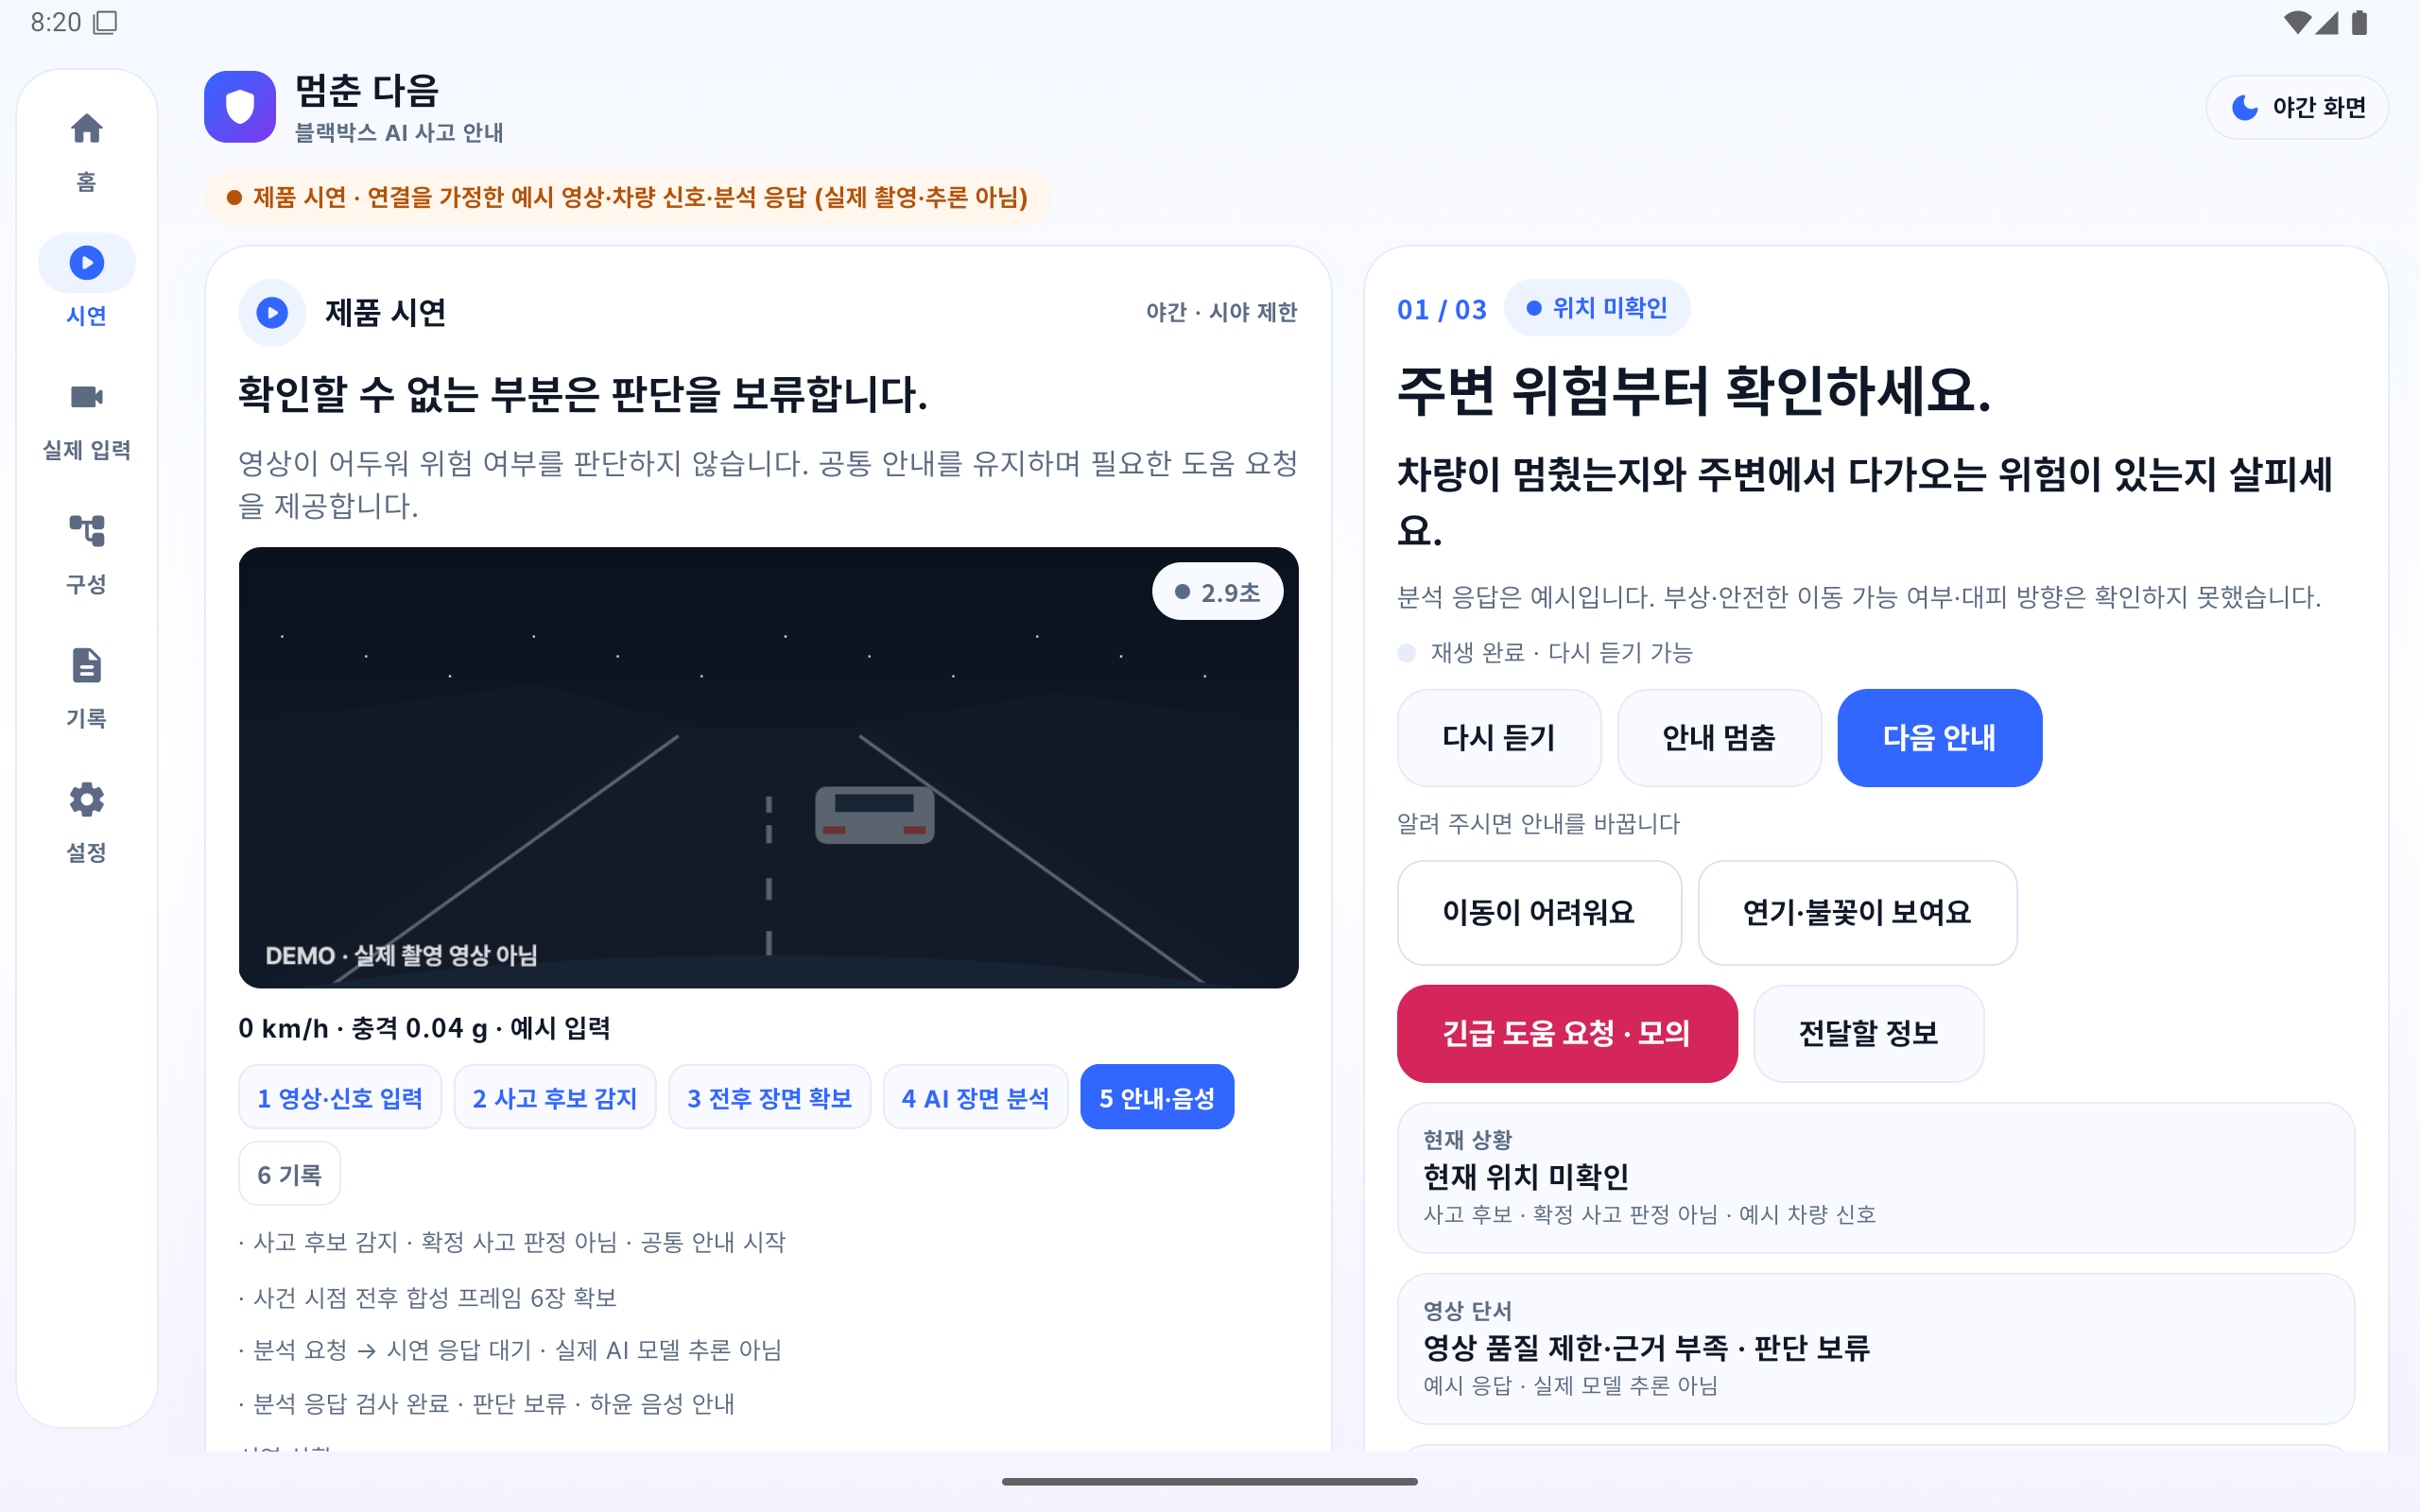 8:20
홈
시연
실제 입력
구성
기록
설정
멈춘 다음
블랙박스 AI 사고 안내
야간 화면
제품 시연 · 연결을 가정한 예시 영상·차량 신호·분석 응답 (실제 촬영·추론 아님)
제품 시연
야간 · 시야 제한
확인할 수 없는 부분은 판단을 보류합니다.
영상이 어두워 위험 여부를 판단하지 않습니다. 공통 안내를 유지하며 필요한 도움 요청
을 제공합니다.
2.9초
DEMO · 실제 촬영 영상 아님
0 km/h · 충격 0.04 g · 예시 입력
1 영상·신호 입력
2 사고 후보 감지
3 전후 장면 확보
4 AI 장면 분석
5 안내·음성
6 기록
· 사고 후보 감지 · 확정 사고 판정 아님 · 공통 안내 시작
· 사건 시점 전후 합성 프레임 6장 확보
· 분석 요청 → 시연 응답 대기 · 실제 AI 모델 추론 아님
· 분석 응답 검사 완료 · 판단 보류 · 하윤 음성 안내
01 / 03
위치 미확인
주변 위험부터 확인하세요.
차량이 멈췄는지와 주변에서 다가오는 위험이 있는지 살피세
요.
분석 응답은 예시입니다. 부상·안전한 이동 가능 여부·대피 방향은 확인하지 못했습니다.
재생 완료 · 다시 듣기 가능
다시 듣기
안내 멈춤
다음 안내
알려 주시면 안내를 바꿉니다
이동이 어려워요
연기·불꽃이 보여요
긴급 도움 요청 · 모의
전달할 정보
현재 상황
현재 위치 미확인
사고 후보 · 확정 사고 판정 아님 · 예시 차량 신호
영상 단서
영상 품질 제한·근거 부족 · 판단 보류
예시 응답 · 실제 모델 추론 아님